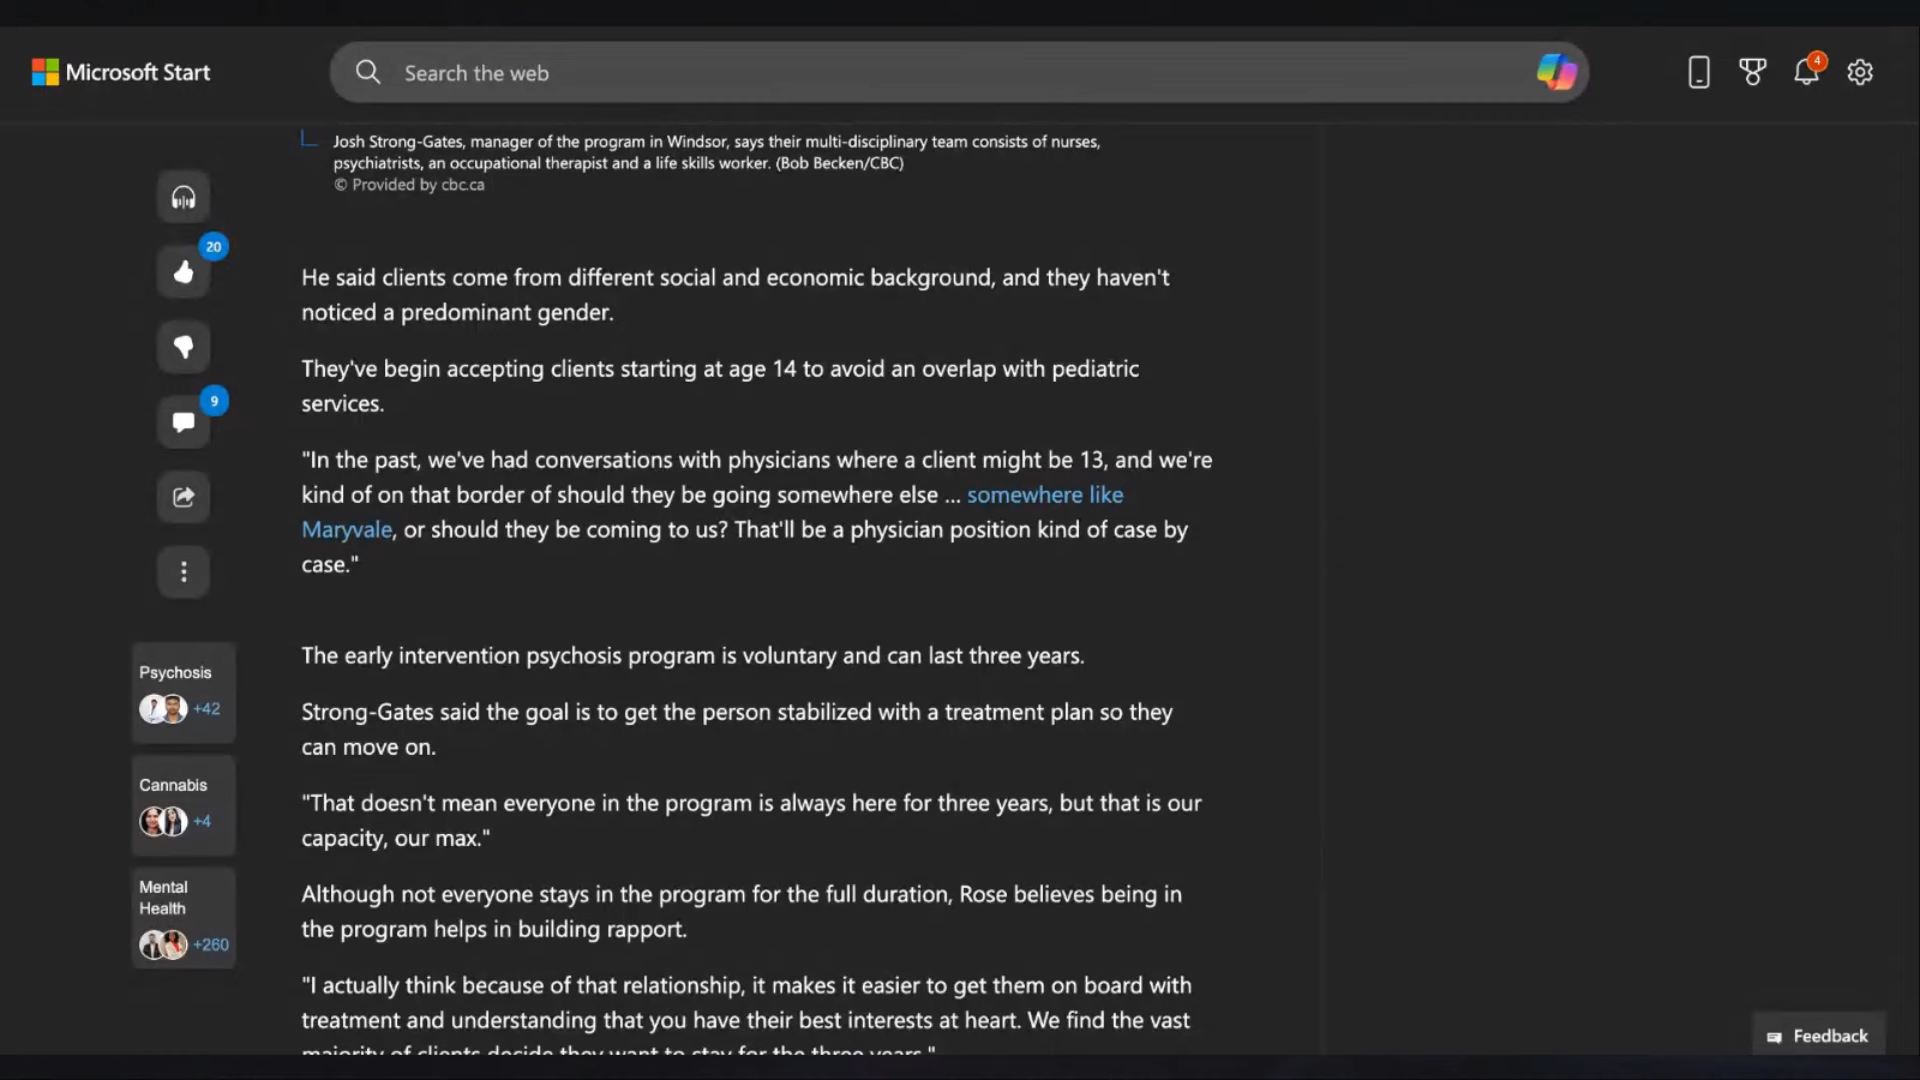 Microsoft Start
Search the web
4
Josh Strong-Gates, manager of the program in Windsor, says their multi-disciplinary team consists of nurses,
psychiatrists, an occupational therapist and a life skills worker. (Bob Becken/CBC)
© Provided by cbc.ca
20
He said clients come from different social and economic background, and they haven't
noticed a predominant gender.
They've begin accepting clients starting at age 14 to avoid an overlap with pediatric
services.
9
"In the past, we've had conversations with physicians where a client might be 13, and we're
kind of on that border of should they be going somewhere else ... somewhere like
Maryvale, or should they be coming to us? That'll be a physician position kind of case by
case."
The early intervention psychosis program is voluntary and can last three years.
Psychosis
+42
Strong-Gates said the goal is to get the person stabilized with a treatment plan so they
can move on.
Cannabis
+4
"That doesn't mean everyone in the program is always here for three years, but that is our
capacity, our max."
Mental
Health
+260
Although not everyone stays in the program for the full duration, Rose believes being in
the program helps in building rapport.
"I actually think because of that relationship, it makes it easier to get them on board with
treatment and understanding that you have their best interests at heart. We find the vast
majority of clients decide they want to stay for the three years."
Feedback